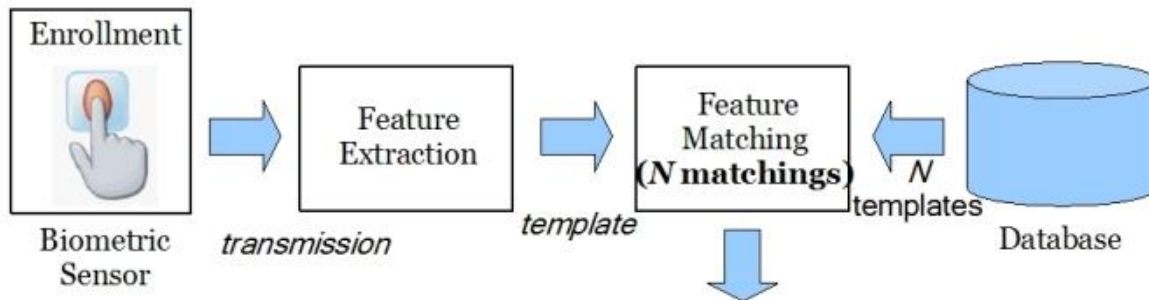 Enrollment
Biometric
Sensor
transmission
Feature
Extraction
template
Feature
Matching
(N matchings)
N
templates
Database